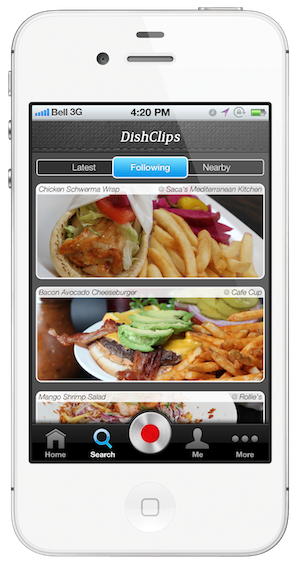 Bell 3G 4:20 PM
DishClips
Latest Following Nearby
Chicken Schwerma Wrap @ Saca's Mediterranean Kitchen
Bacon Avocado Cheeseburger @ Cafe Cup
Mango Shrimp Salad @ Rollie's
Home Search Me More